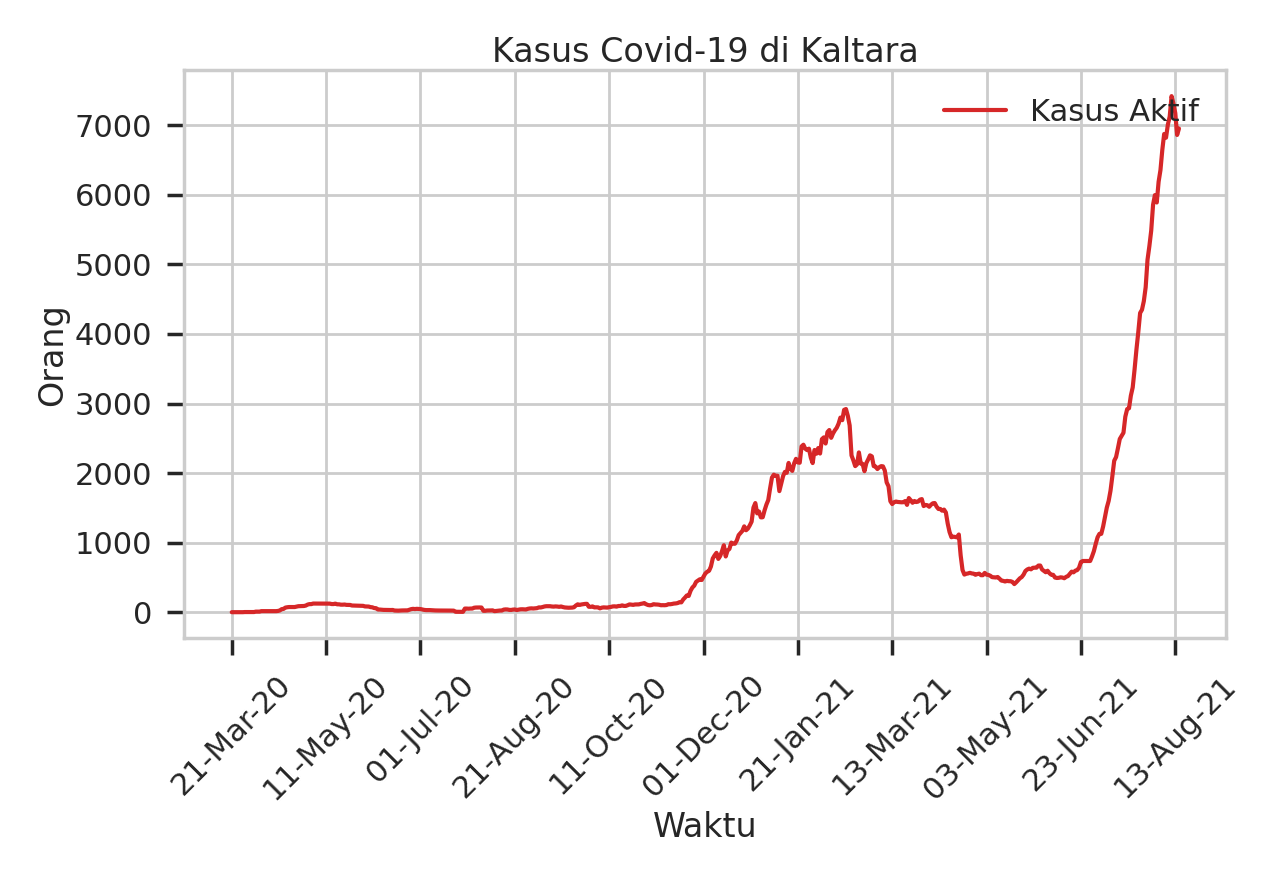 Kasus Covid-19 di Kaltara
Kasus Aktif
7000
6000
5000
4000
3000
2000
1000
0
Orang
21-Mar-20
11-May-20
01-Jul-20
21-Aug-20
11-Oct-20
01-Dec-20
21-Jan-21
13-Mar-21
03-May-21
23-Jun-21
13-Aug-21
Waktu